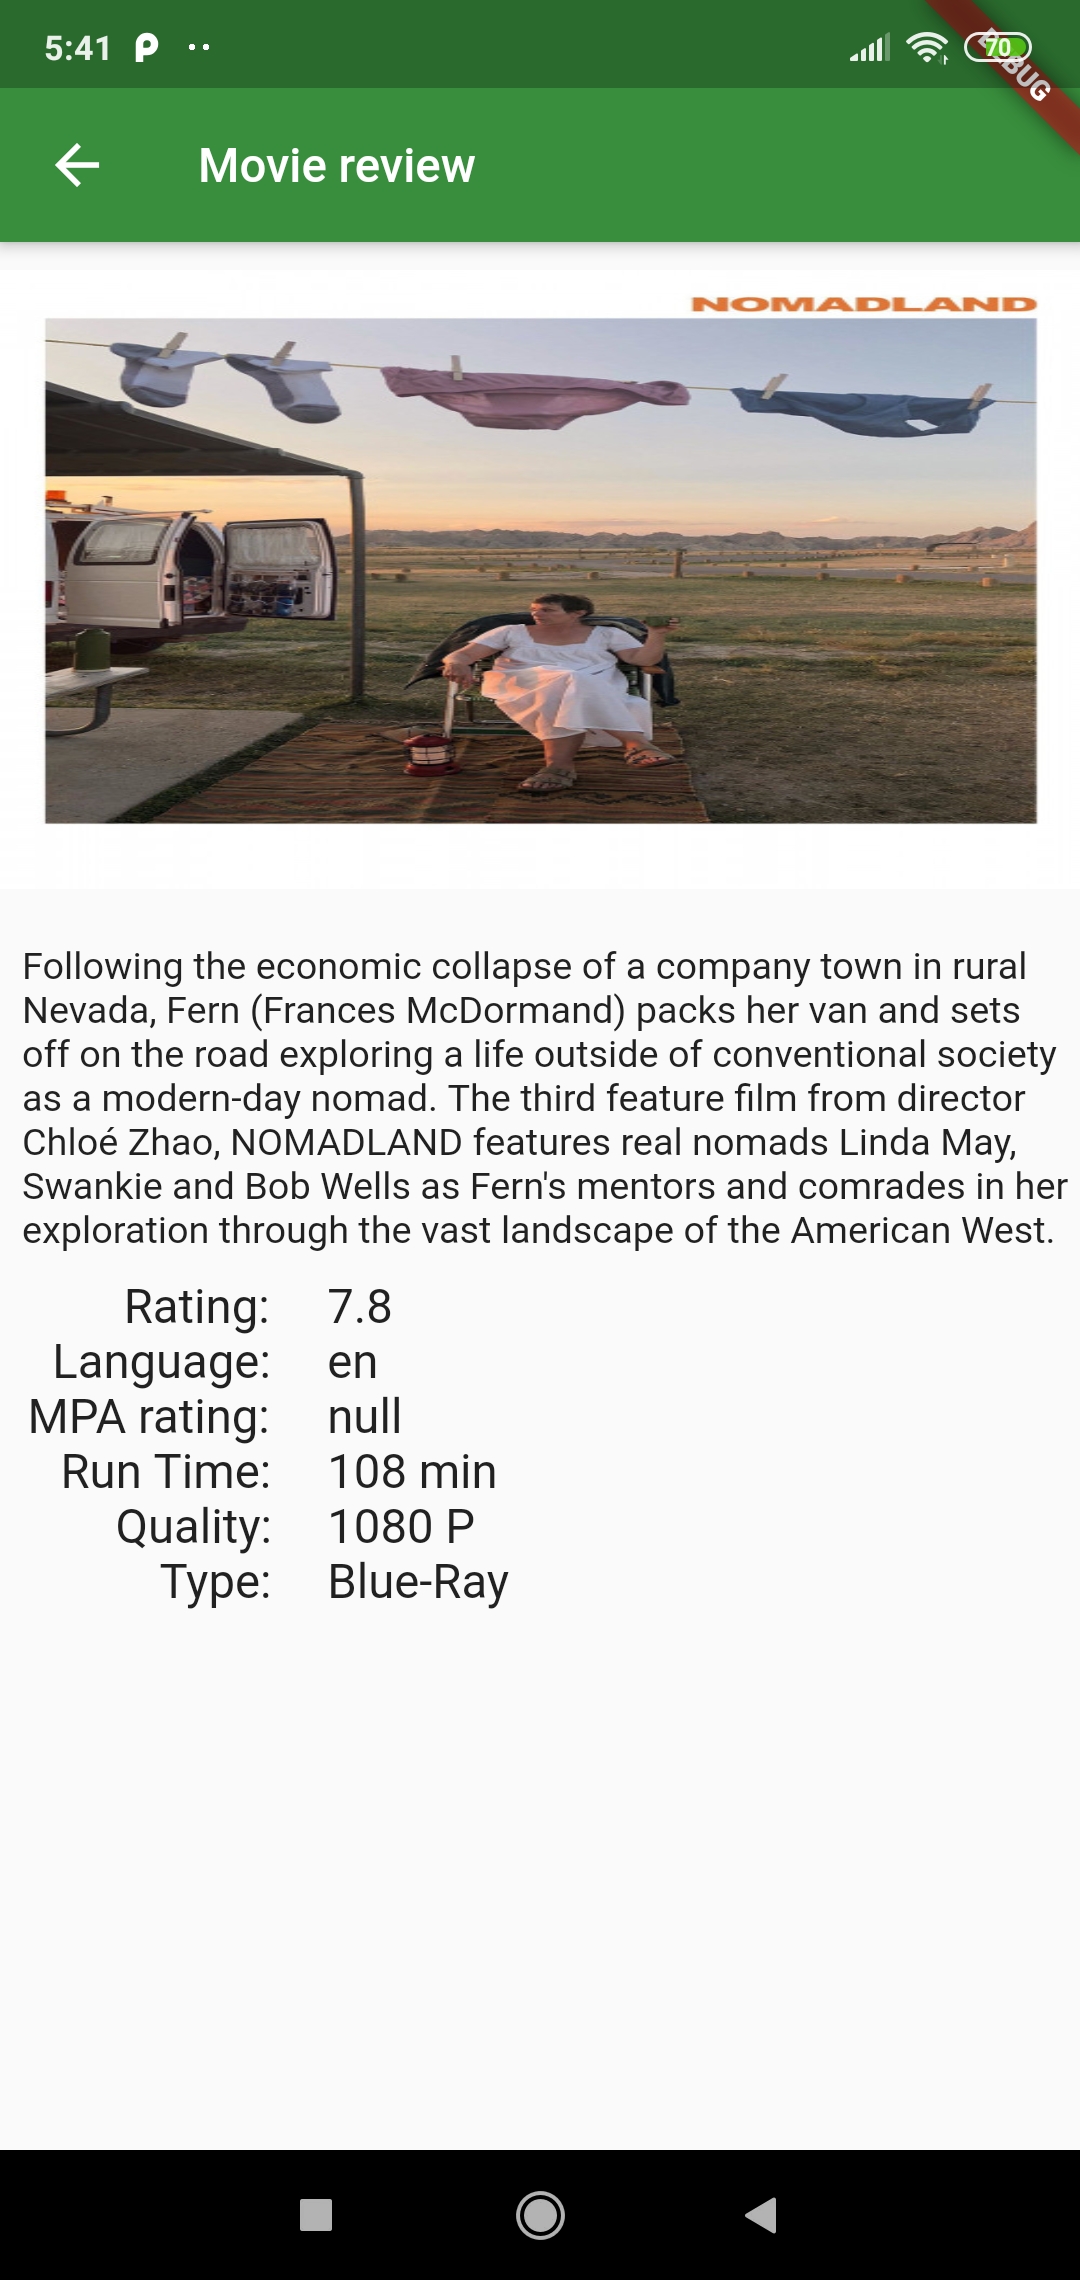 5:41
70
DEBUG
Movie review
NOMADLAND
Following the economic collapse of a company town in rural
Nevada, Fern (Frances McDormand) packs her van and sets
off on the road exploring a life outside of conventional society
as a modern-day nomad. The third feature film from director
Chloé Zhao, NOMADLAND features real nomads Linda May,
Swankie and Bob Wells as Fern's mentors and comrades in her
exploration through the vast landscape of the American West.
Rating: 7.8
Language: en
MPA rating: null
Run Time: 108 min
Quality: 1080 P
Type: Blue-Ray